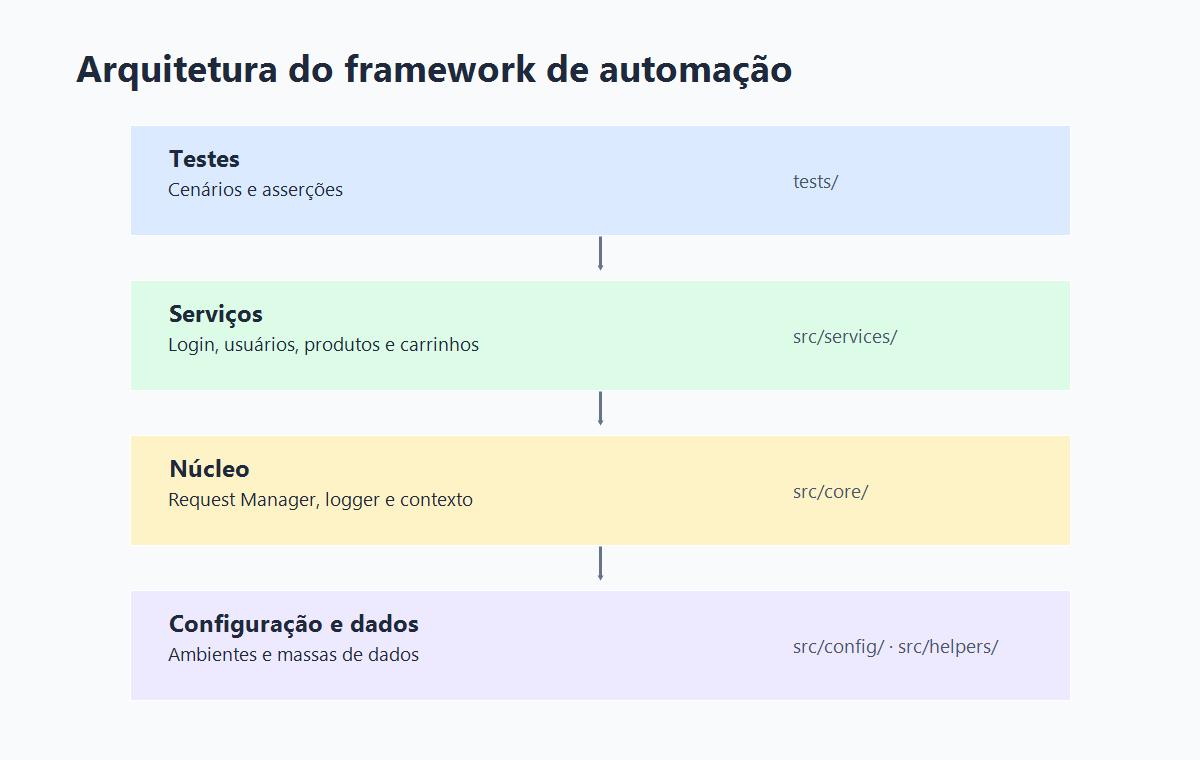 Arquitetura do framework de automação
Testes
Cenários e asserções
tests/
Serviços
Login, usuários, produtos e carrinhos
src/services/
Núcleo
Request Manager, logger e contexto
src/core/
Configuração e dados
Ambientes e massas de dados
src/config/ · src/helpers/